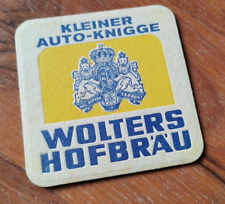 KLEINER
AUTO-KNIGGE
WOLTERS
HOFBRÄU